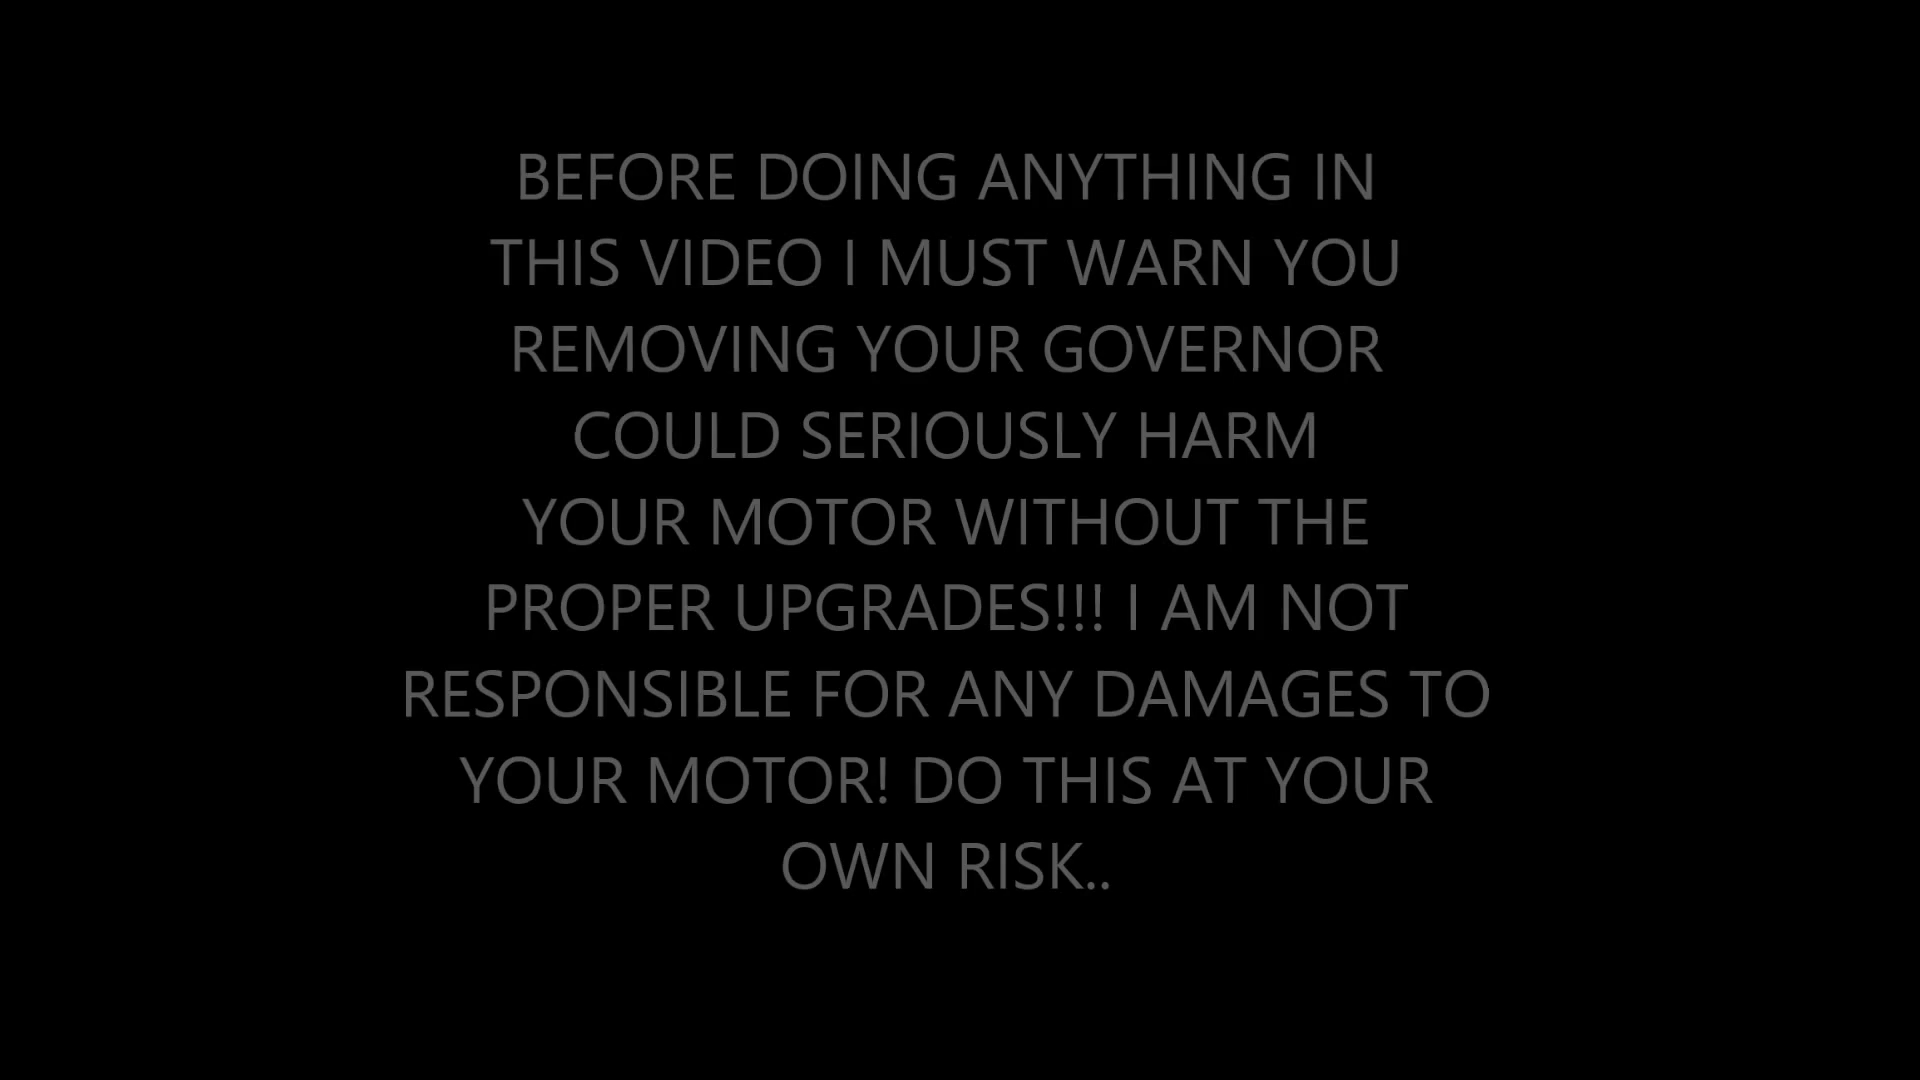 BEFORE DOING ANYTHING IN
THIS VIDEO I MUST WARN YOU
REMOVING YOUR GOVERNOR
COULD SERIOUSLY HARM
YOUR MOTOR WITHOUT THE
PROPER UPGRADES!!! I AM NOT
RESPONSIBLE FOR ANY DAMAGES TO
YOUR MOTOR! DO THIS AT YOUR
OWN RISK..